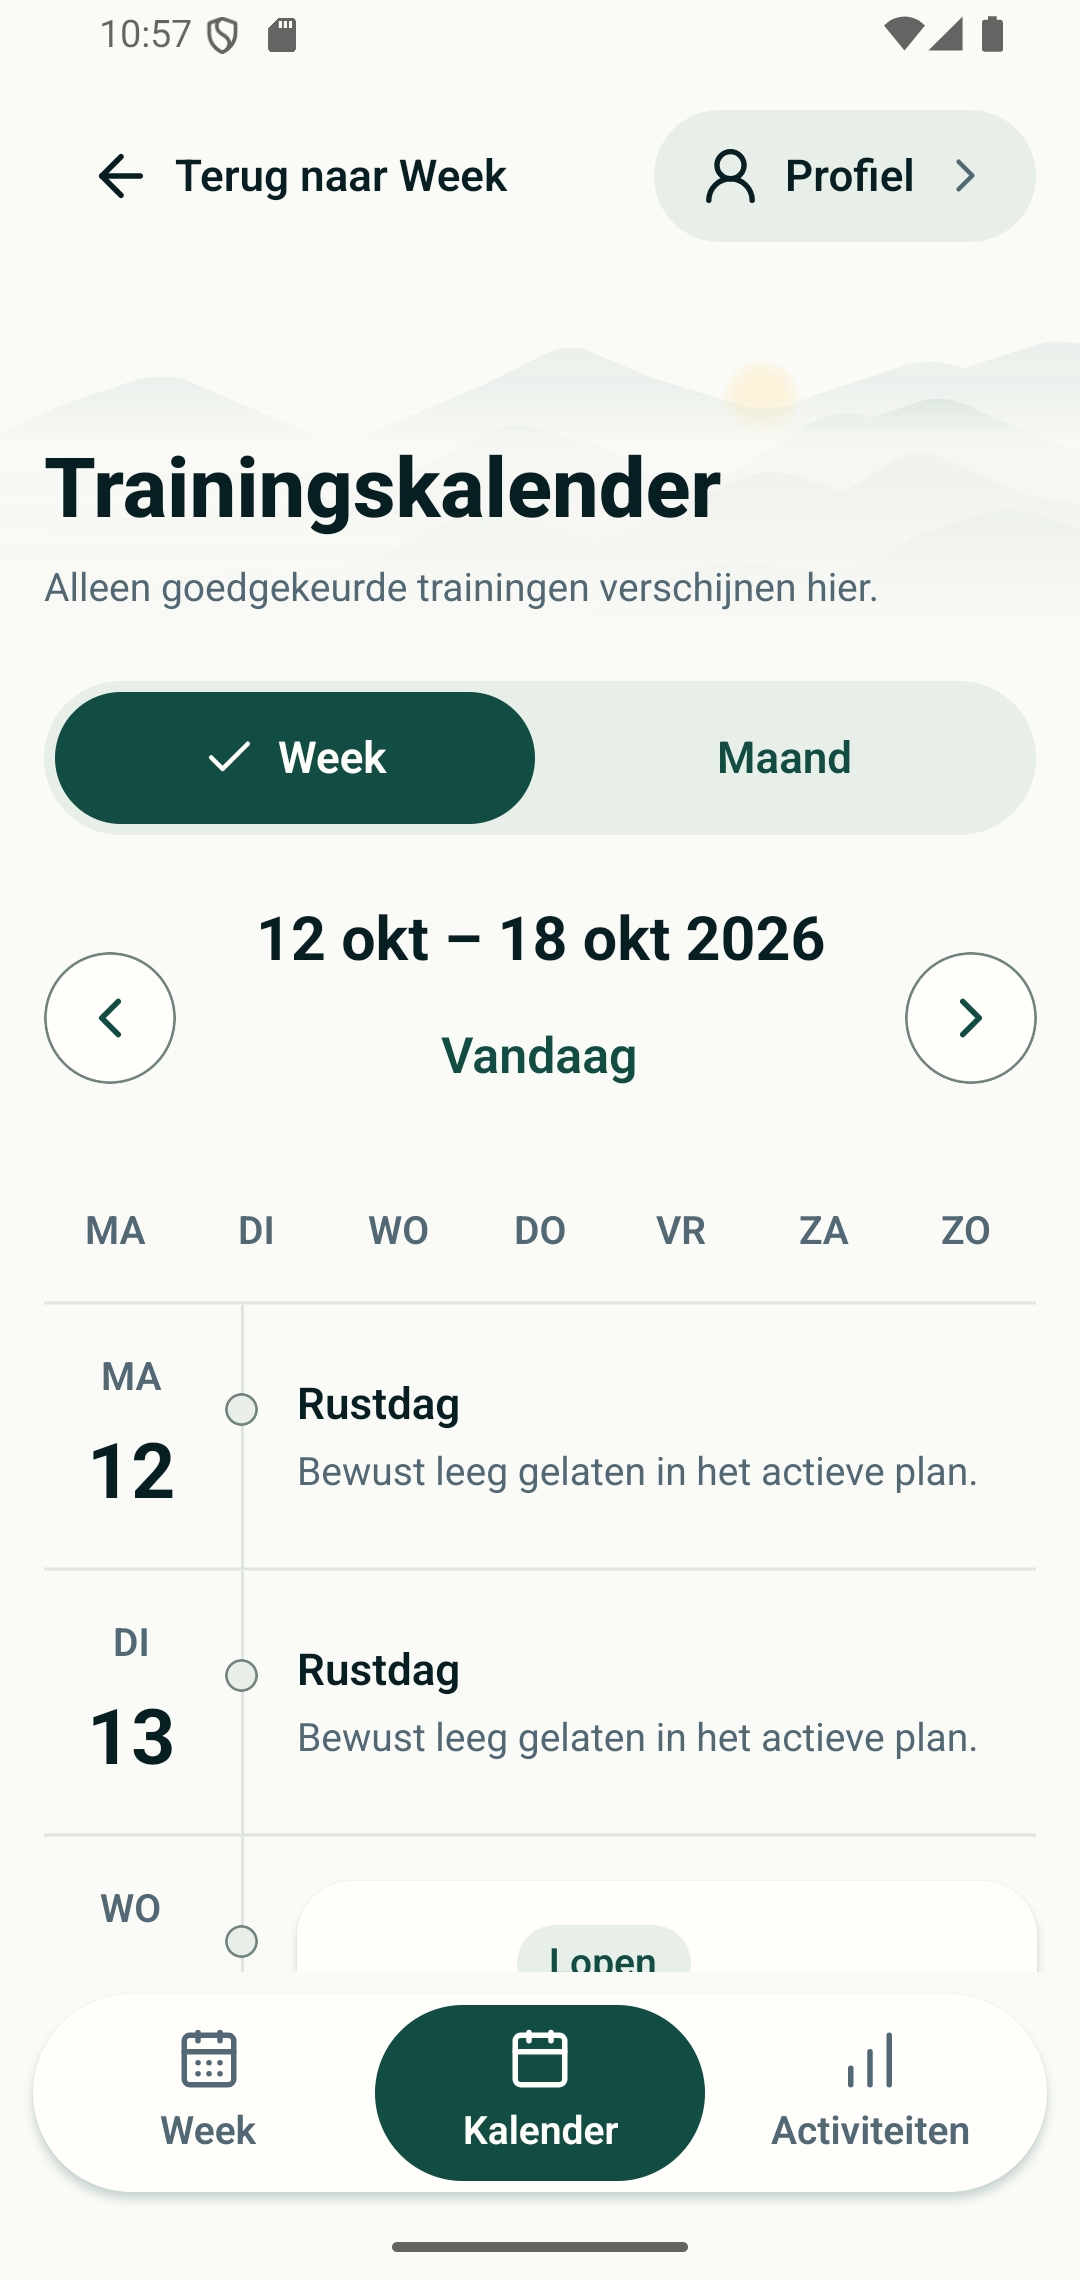 10:57
Terug naar Week
Profiel
Trainingskalender
Alleen goedgekeurde trainingen verschijnen hier.
Week
Maand
12 okt – 18 okt 2026
Vandaag
MA DI WO DO VR ZA ZO
MA
12
Rustdag
Bewust leeg gelaten in het actieve plan.
DI
13
Rustdag
Bewust leeg gelaten in het actieve plan.
WO
Lopen
Week
Kalender
Activiteiten